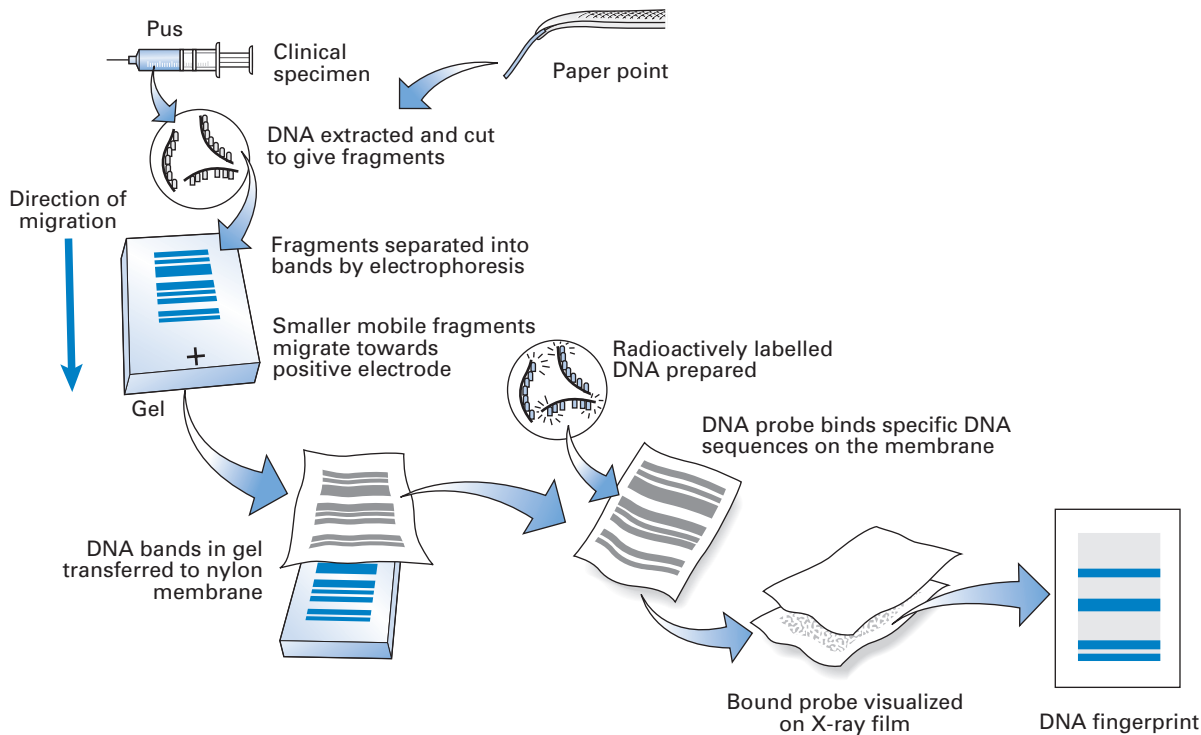 Pus
Clinical
specimen
Paper point
DNA extracted and cut
to give fragments
Direction of
migration
Fragments separated into
bands by electrophoresis
Smaller mobile fragments
migrate towards
positive electrode
+
Gel
Radioactively labelled
DNA prepared
DNA probe binds specific DNA
sequences on the membrane
DNA bands in gel
transferred to nylon
membrane
Bound probe visualized
on X-ray film
DNA fingerprint